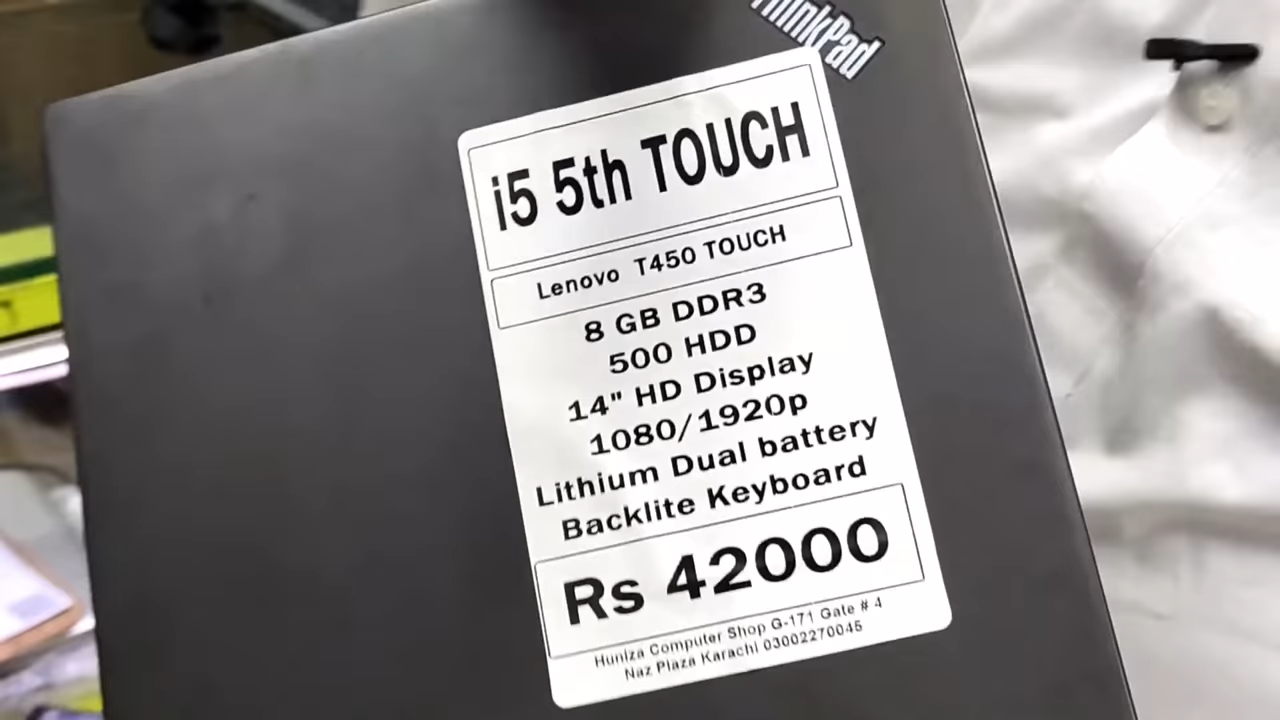 ThinkPad
i5 5th TOUCH
Lenovo T450 TOUCH
8 GB DDR3
500 HDD
14" HD Display
1080/1920p
Lithium Dual battery
Backlite Keyboard
Rs 42000
Huniza Computer Shop G-171 Gate # 4
Naz Plaza Karachi 03002270045